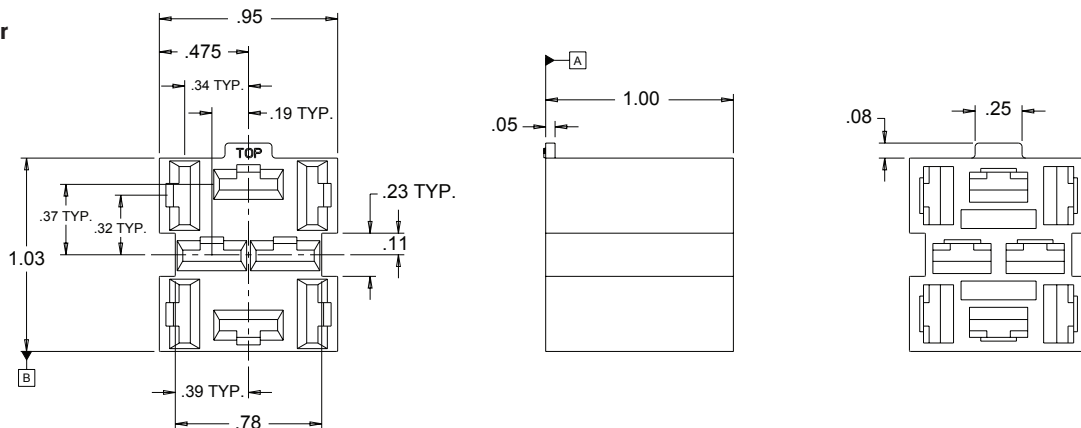 r
.95
.475
.34 TYP.
.19 TYP.
TOP
.23 TYP.
.37 TYP.
.32 TYP.
.11
1.03
B
.39 TYP.
.78
A
1.00
.05
.08
.25